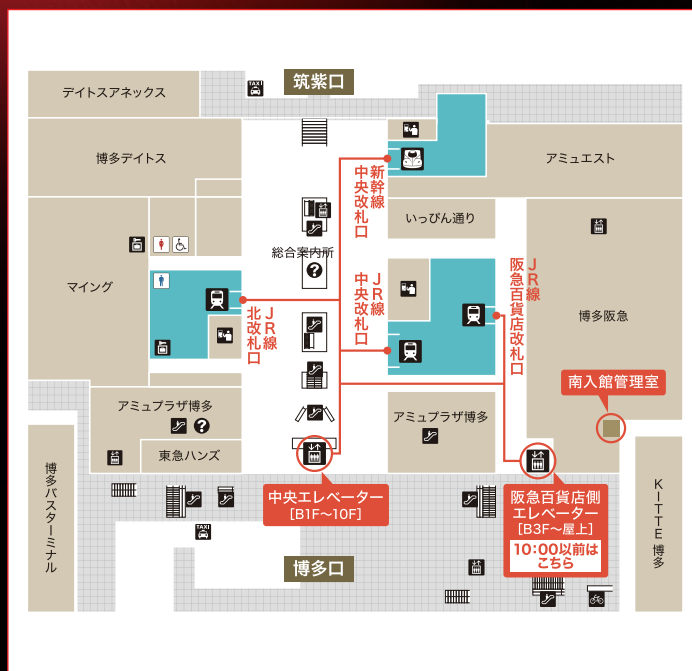 筑紫口
TAXI
デイトスアネックス
博多デイトス
アミュエスト
新幹線
中央改札口
いっぴん通り
総合案内所
?
マイング
JR線
北改札口
JR線
中央改札口
JR線
阪急百貨店改札口
博多阪急
南入館管理室
アミュプラザ博多
?
東急ハンズ
アミュプラザ博多
中央エレベーター
[B1F〜10F]
阪急百貨店側
エレベーター
[B3F〜屋上]
10:00以前は
こちら
博多バスターミナル
TAXI
博多口
KITTE博多